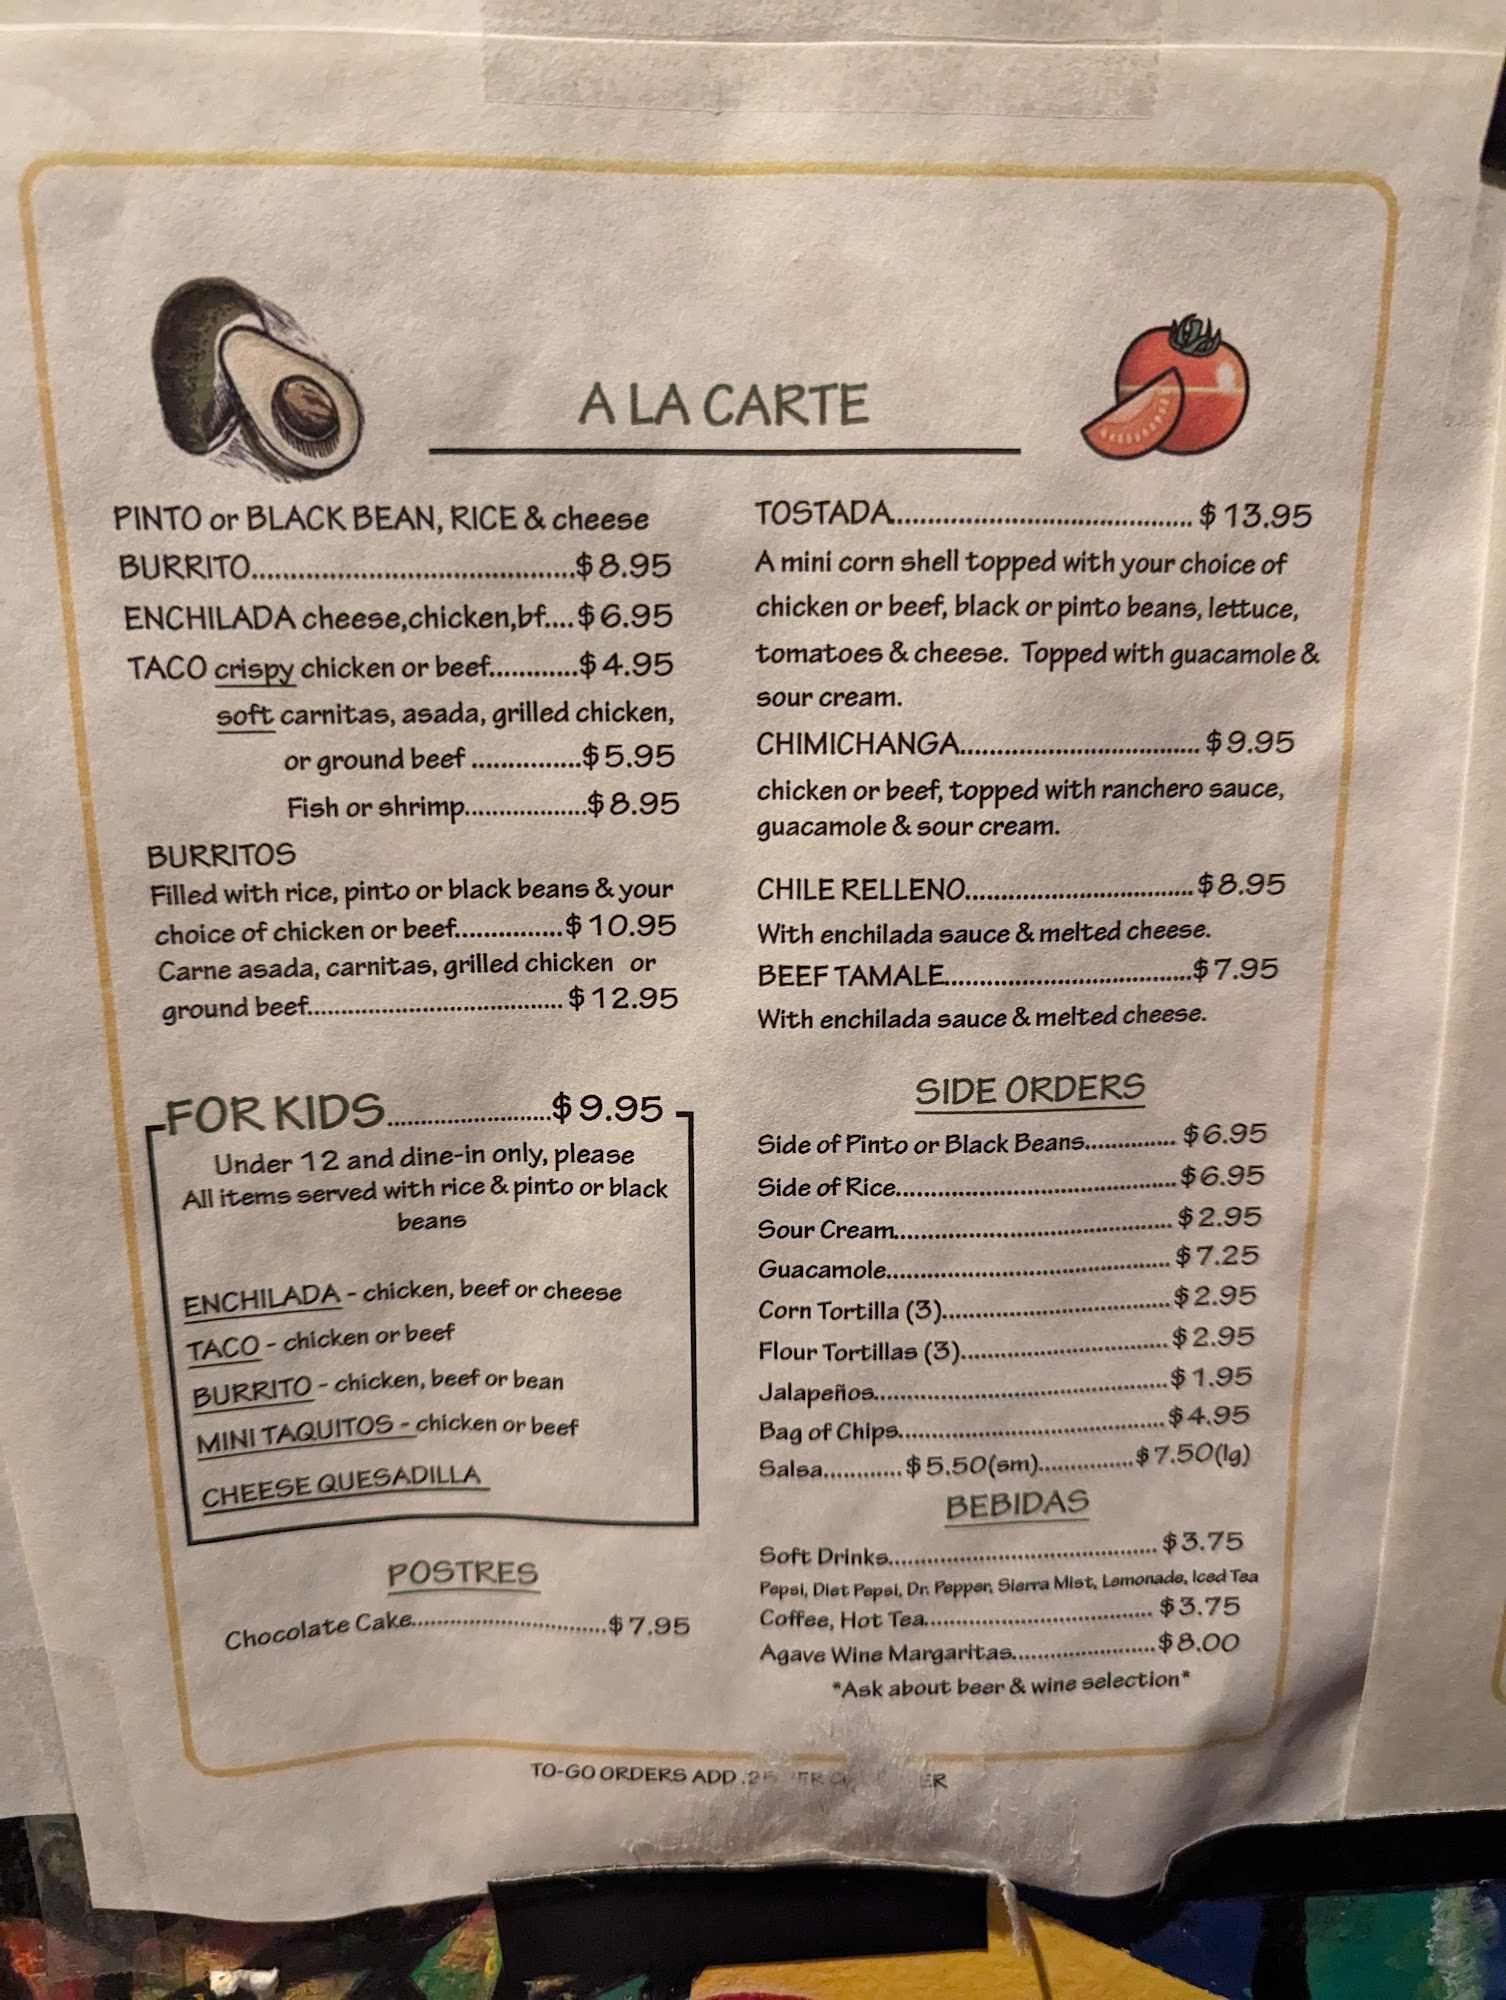 A LA CARTE
PINTO or BLACK BEAN, RICE & cheese
BURRITO........................................$8.95
ENCHILADA cheese,chicken,bf....$6.95
TACO crispy chicken or beef...........$4.95
soft carnitas, asada, grilled chicken,
or ground beef ...............$5.95
Fish or shrimp..................$8.95
BURRITOS
Filled with rice, pinto or black beans & your
choice of chicken or beef...............$10.95
Carne asada, carnitas, grilled chicken or
ground beef.....................................$12.95
FOR KIDS........................$9.95
Under 12 and dine-in only, please
All items served with rice & pinto or black
beans
ENCHILADA - chicken, beef or cheese
TACO - chicken or beef
BURRITO - chicken, beef or bean
MINI TAQUITOS - chicken or beef
CHEESE QUESADILLA
POSTRES
Chocolate Cake.............................$7.95
TOSTADA........................................$13.95
A mini corn shell topped with your choice of
chicken or beef, black or pinto beans, lettuce,
tomatoes & cheese. Topped with guacamole &
sour cream.
CHIMICHANGA..................................$9.95
chicken or beef, topped with ranchero sauce,
guacamole & sour cream.
CHILE RELLENO................................$8.95
With enchilada sauce & melted cheese.
BEEF TAMALE...................................$7.95
With enchilada sauce & melted cheese.
SIDE ORDERS
Side of Pinto or Black Beans.............$6.95
Side of Rice........................................$6.95
Sour Cream........................................$2.95
Guacamole.........................................$7.25
Corn Tortilla (3)..................................$2.95
Flour Tortillas (3)...............................$2.95
Jalapeños...........................................$1.95
Bag of Chips.......................................$4.95
Salsa............$5.50(sm)..............$7.50(lg)
BEBIDAS
Soft Drinks........................................$3.75
Pepsi, Diet Pepsi, Dr. Pepper, Sierra Mist, Lemonade, Iced Tea
Coffee, Hot Tea..................................$3.75
Agave Wine Margaritas.....................$8.00
*Ask about beer & wine selection*
TO-GO ORDERS ADD